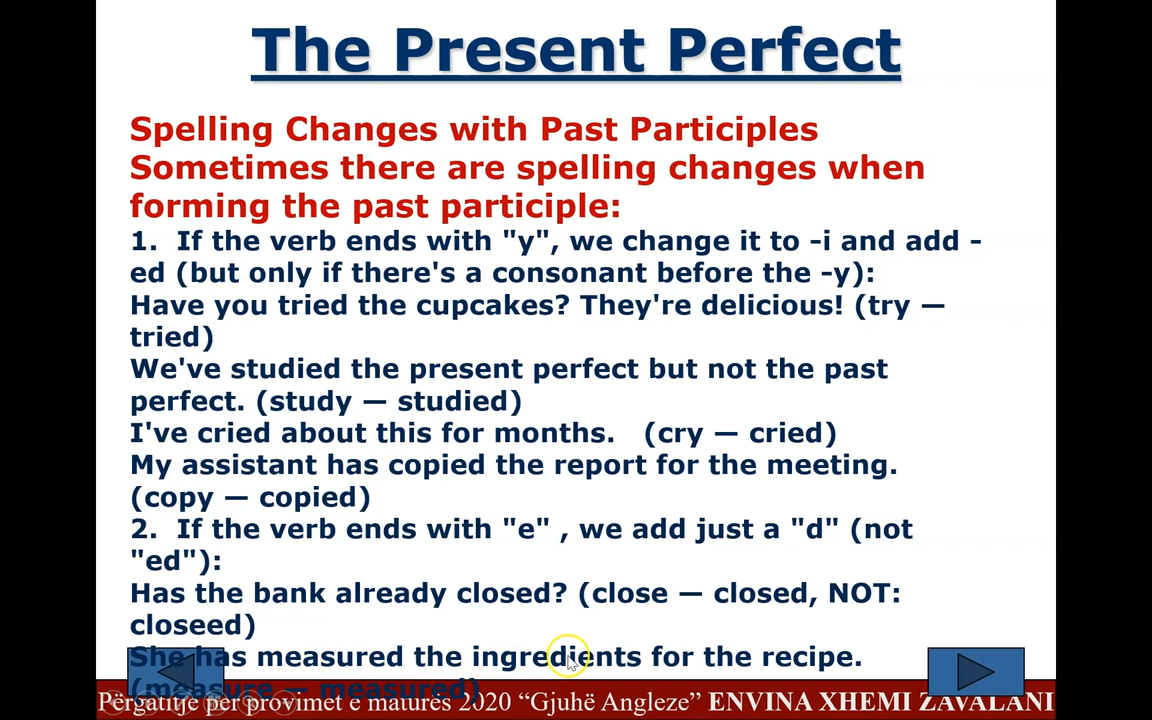 The Present Perfect
Spelling Changes with Past Participles
Sometimes there are spelling changes when
forming the past participle:
1. If the verb ends with "y", we change it to -i and add -
ed (but only if there's a consonant before the -y):
Have you tried the cupcakes? They're delicious! (try —
tried)
We've studied the present perfect but not the past
perfect. (study — studied)
I've cried about this for months. (cry — cried)
My assistant has copied the report for the meeting.
(copy — copied)
2. If the verb ends with "e" , we add just a "d" (not
"ed"):
Has the bank already closed? (close — closed, NOT:
closeed)
She has measured the ingredients for the recipe.
(measure — measured)
Përgatitje për provimet e maturës 2020 “Gjuhë Angleze” ENVINA XHEMI ZAVALANI